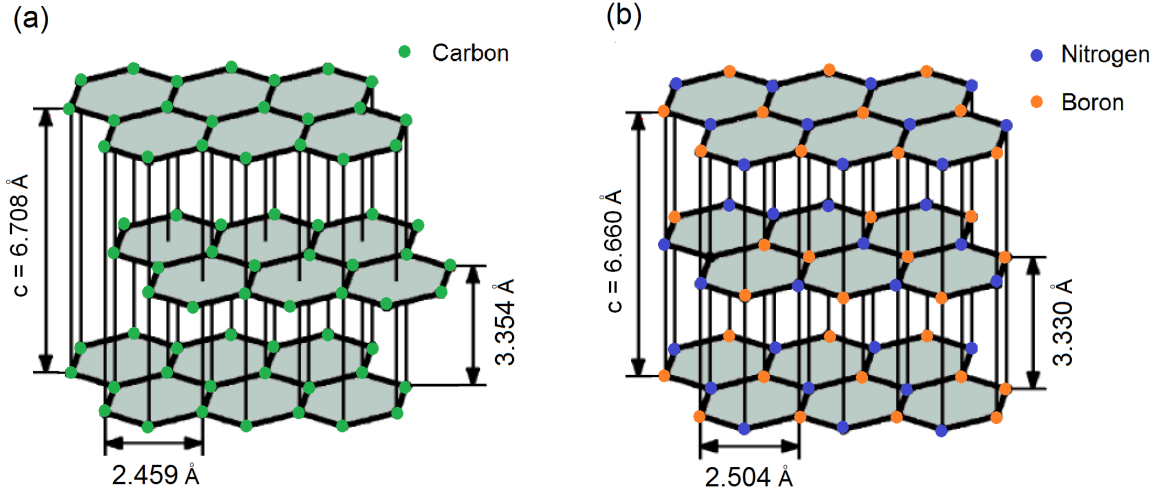 (a)
Carbon
c = 6.708 Å
3.354 Å
2.459 Å
(b)
Nitrogen
Boron
c = 6.660 Å
3.330 Å
2.504 Å